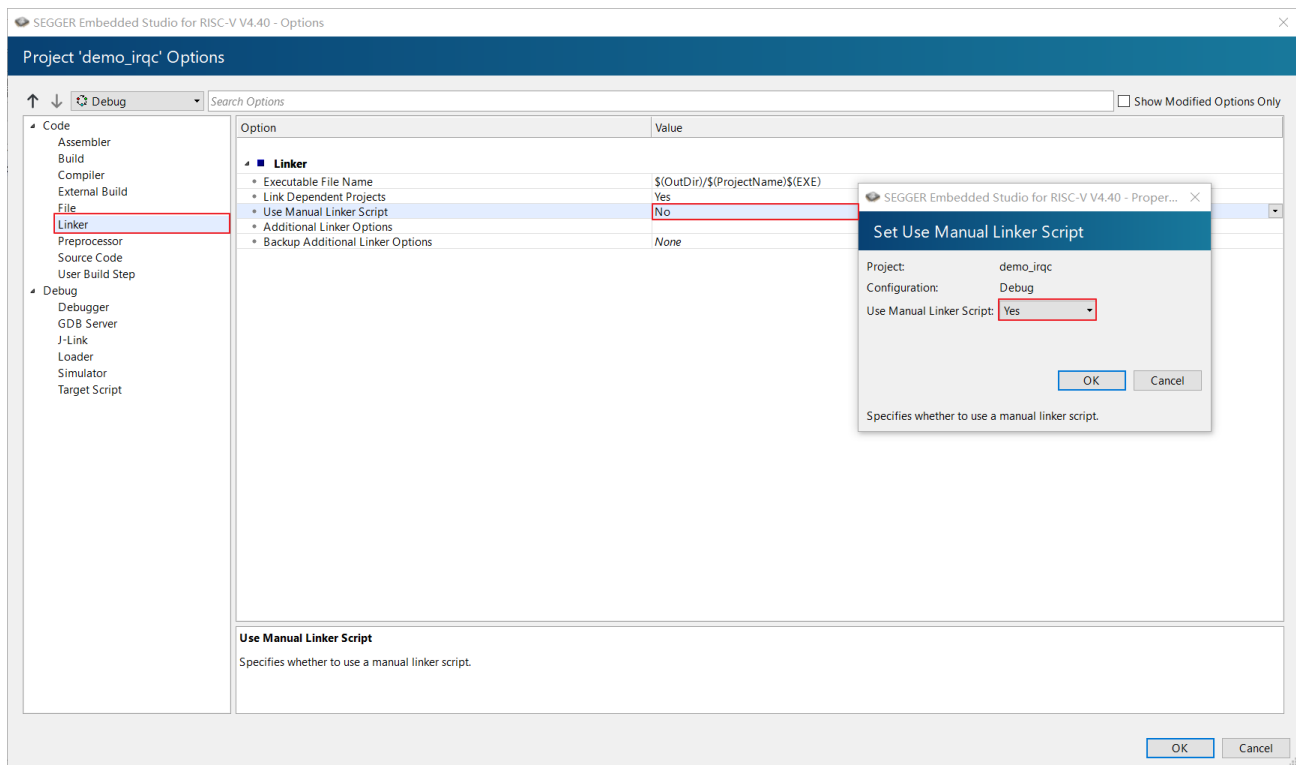 SEGGER Embedded Studio for RISC-V V4.40 - Options
Project 'demo_irqc' Options
Debug
Search Options
Show Modified Options Only
Code
Assembler
Build
Compiler
External Build
File
Linker
Preprocessor
Source Code
User Build Step
Debug
Debugger
GDB Server
J-Link
Loader
Simulator
Target Script
Option Value
Linker
Executable File Name $(OutDir)/$(ProjectName)$(EXE)
Link Dependent Projects Yes
Use Manual Linker Script No
Additional Linker Options
Backup Additional Linker Options None
SEGGER Embedded Studio for RISC-V V4.40 - Proper...
Set Use Manual Linker Script
Project: demo_irqc
Configuration: Debug
Use Manual Linker Script: Yes
OK Cancel
Specifies whether to use a manual linker script.
Use Manual Linker Script
Specifies whether to use a manual linker script.
OK Cancel